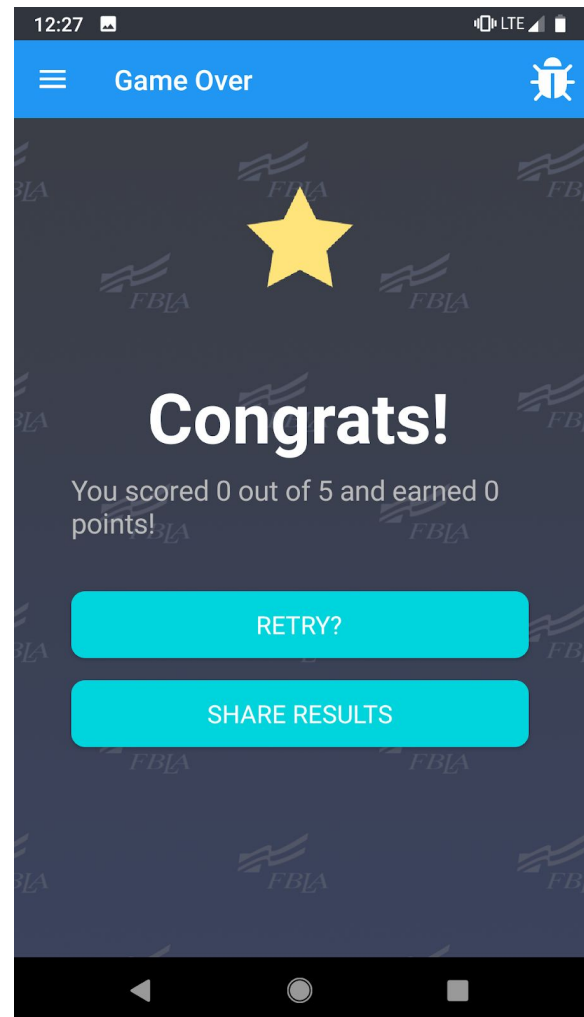 12:27 LTE
Game Over
FBLA
Congrats!
You scored 0 out of 5 and earned 0
points!
RETRY?
SHARE RESULTS
FBLA